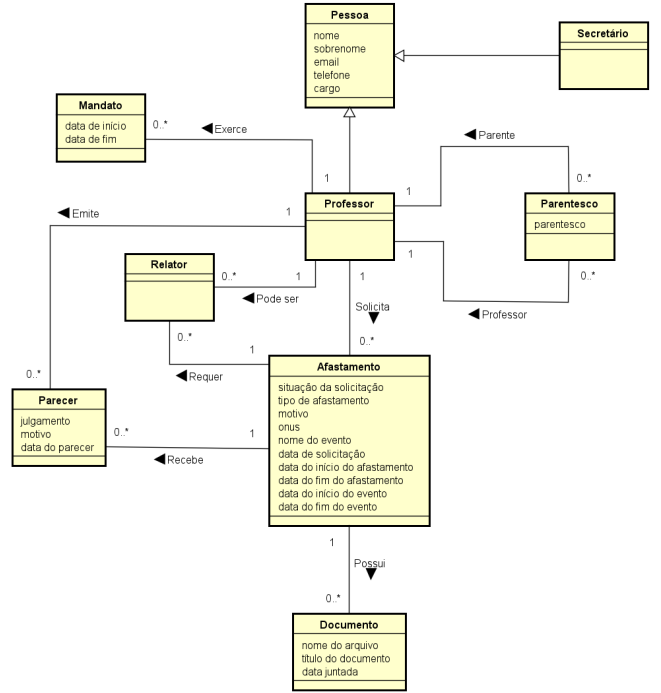 Pessoa
nome
sobrenome
email
telefone
cargo
Secretário
Mandato
data de início
data de fim
0..*
Exerce
1
Parente
0..*
1
Professor
Parentesco
parentesco
Emite
1
1
0..*
Professor
Relator
0..*
1
Pode ser
1
Solicita
0..*
0..*
1
Requer
Afastamento
situação da solicitação
tipo de afastamento
motivo
onus
nome do evento
data de solicitação
data do início do afastamento
data do fim do afastamento
data do início do evento
data do fim do evento
0..*
Parecer
julgamento
motivo
data do parecer
0..*
1
Recebe
1
Possui
0..*
Documento
nome do arquivo
título do documento
data juntada